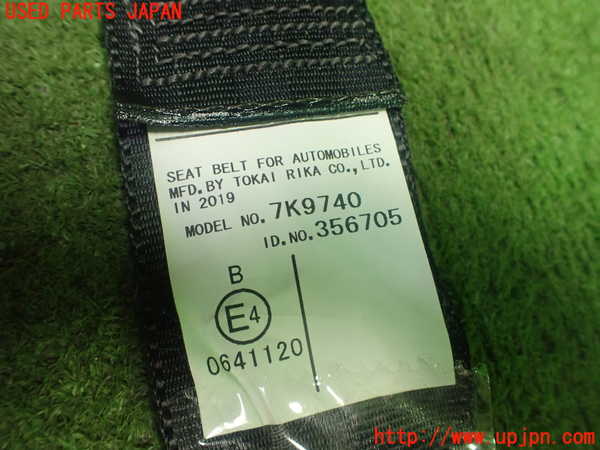 USED PARTS JAPAN
SEAT BELT FOR AUTOMOBILES
MFD. BY TOKAI RIKA CO., LTD.
IN 2019
MODEL NO. 7K9740
ID. NO. 356705
B
E4
0641120
http://www.upjpn.com/